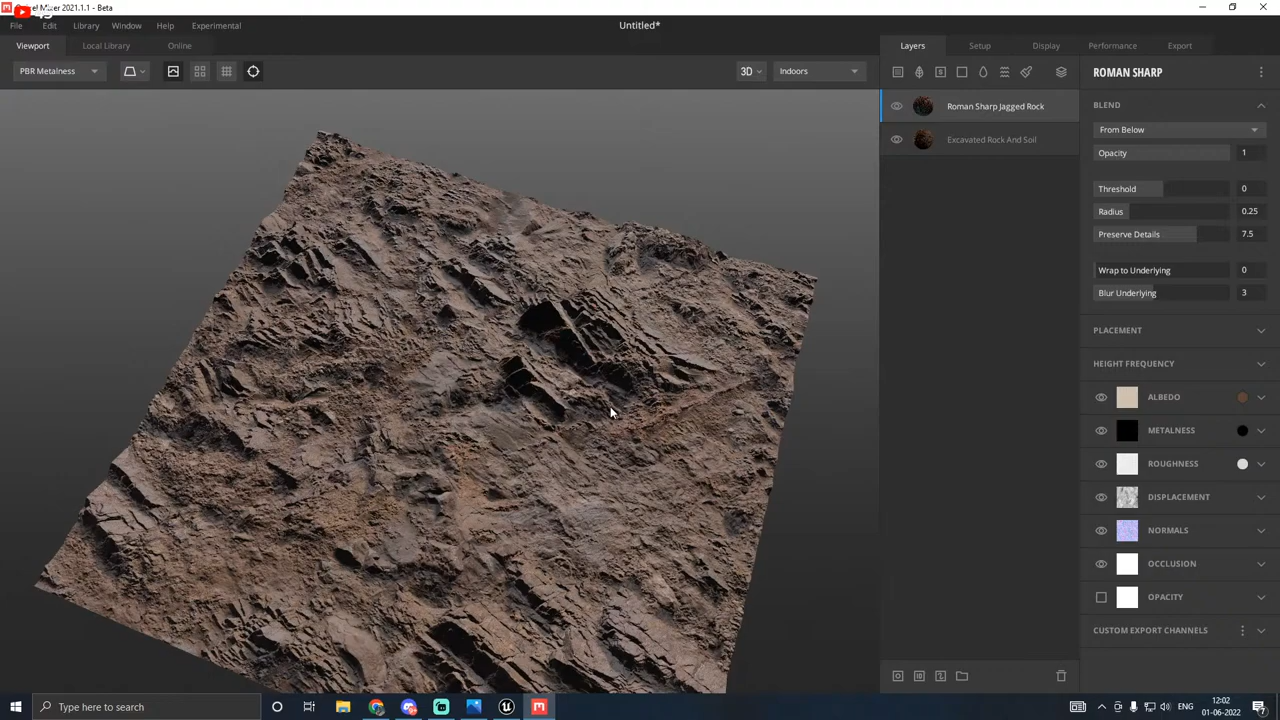 Mixer 2021.1.1 - Beta
File Edit Library Window Help Experimental
Untitled*
Viewport Local Library Online
Layers Setup Display Performance Export
PBR Metalness
3D
Indoors
ROMAN SHARP
Roman Sharp Jagged Rock
Excavated Rock And Soil
BLEND
From Below
Opacity 1
Threshold 0
Radius 0.25
Preserve Details 7.5
Wrap to Underlying 0
Blur Underlying 3
PLACEMENT
HEIGHT FREQUENCY
ALBEDO
METALNESS
ROUGHNESS
DISPLACEMENT
NORMALS
OCCLUSION
OPACITY
CUSTOM EXPORT CHANNELS
Type here to search
ENG
12:02
01-06-2022